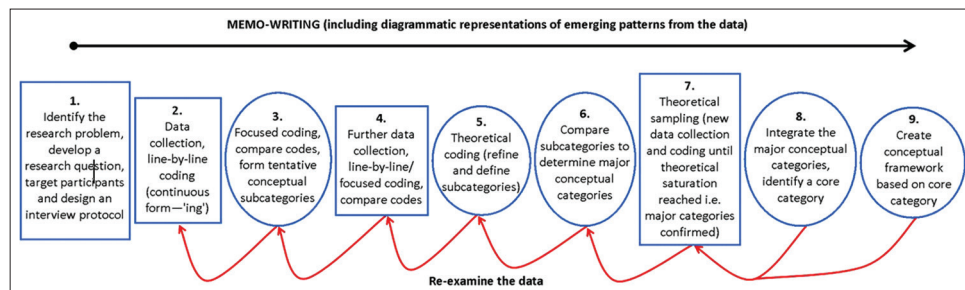 MEMO-WRITING (including diagrammatic representations of emerging patterns from the data)
1.
Identify the
research problem,
develop a
research question,
target participants
and design an
interview protocol
2.
Data
collection,
line-by-line
coding
(continuous
form—'ing')
3.
Focused coding,
compare codes,
form tentative
conceptual
subcategories
4.
Further data
collection,
line-by-line/
focused coding,
compare codes
5.
Theoretical
coding (refine
and define
subcategories)
6.
Compare
subcategories to
determine major
conceptual
categories
7.
Theoretical
sampling (new
data collection
and coding until
theoretical
saturation
reached i.e.
major categories
confirmed)
8.
Integrate the
major conceptual
categories,
identify a core
category
9.
Create
conceptual
framework
based on core
category
Re-examine the data